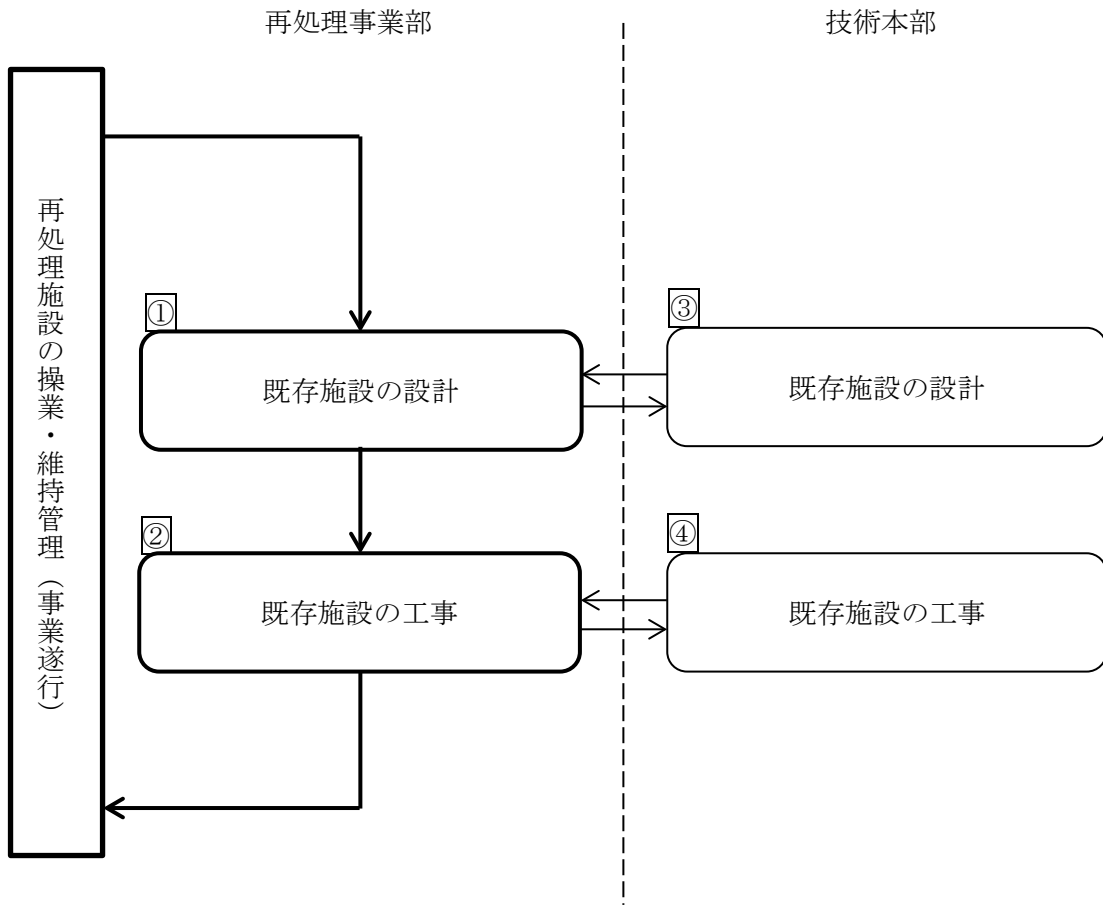 再処理事業部
技術本部
再処理施設の操業・維持管理（事業遂行）
①
既存施設の設計
③
既存施設の設計
②
既存施設の工事
④
既存施設の工事